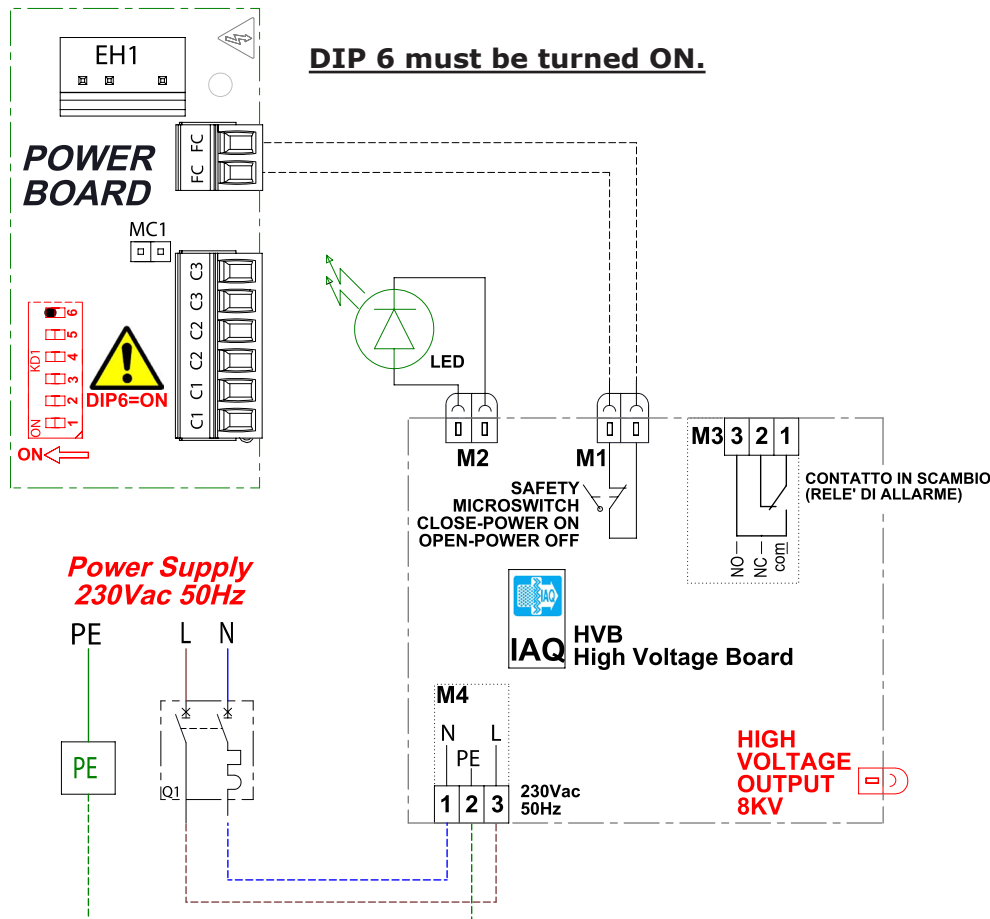 EH1
DIP 6 must be turned ON.
POWER
BOARD
FC
FC
MC1
C3
C3
C2
C2
C1
C1
KD1
ON
6
5
4
3
2
1
DIP6=ON
ON
LED
M2
M1
M3
3 2 1
SAFETY
MICROSWITCH
CLOSE-POWER ON
OPEN-POWER OFF
CONTATTO IN SCAMBIO
(RELE' DI ALLARME)
NO
NC
com
Power Supply
230Vac 50Hz
PE
L
N
PE
Q1
IAQ
IAQ
HVB
High Voltage Board
M4
N
PE
L
1 2 3
230Vac
50Hz
HIGH
VOLTAGE
OUTPUT
8KV